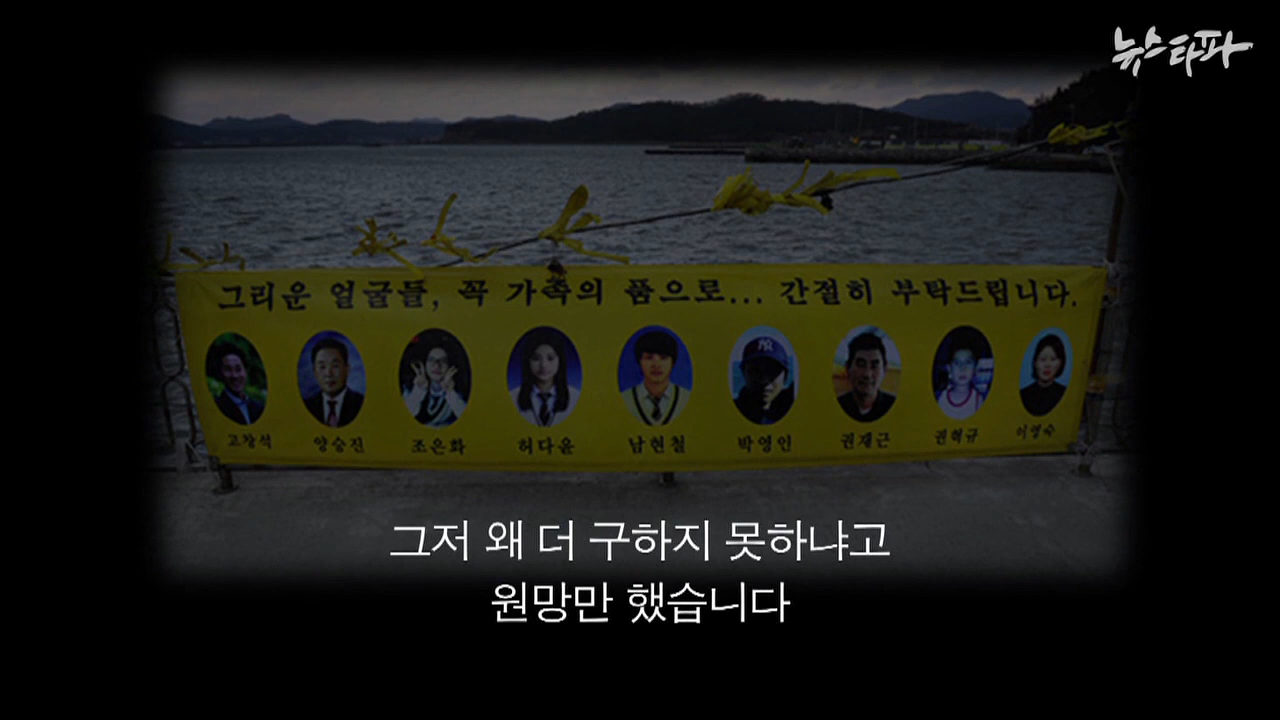 뉴스타파
그리운 얼굴들, 꼭 가족의 품으로... 간절히 부탁드립니다.
고창석 양승진 조은화 허다윤 남현철 박영인 권재근 권혁규 이영숙
그저 왜 더 구하지 못하냐고
원망만 했습니다